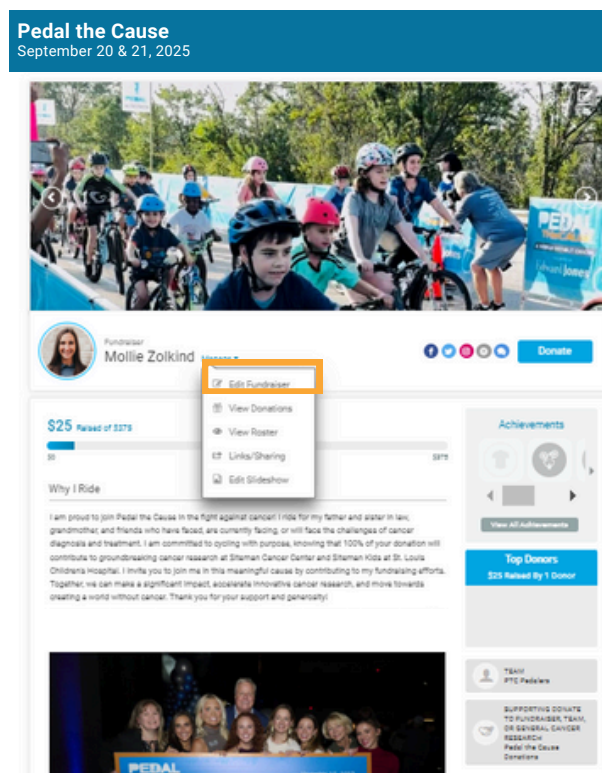 Pedal the Cause
September 20 & 21, 2025
PEDAL
PEDAL
THE CAUSE
Edward Jones
Fundraiser
Mollie Zolkind
Manage
Donate
Edit Fundraiser
View Donations
View Roster
Links/Sharing
Edit Slideshow
$25 Raised of $375
$0
$375
Why I Ride
I am proud to join Pedal the Cause in the fight against cancer! I ride for my father and sister in law,
grandmother, and friends who have faced, are currently facing, or will face the challenges of cancer
diagnosis and treatment. I am committed to cycling with purpose, knowing that 100% of your donation will
contribute to groundbreaking cancer research at Siteman Cancer Center and Siteman Kids at St. Louis
Children's Hospital. I invite you to join me in this meaningful cause by contributing to my fundraising efforts.
Together, we can make a significant impact, accelerate innovative cancer research, and move towards
creating a world without cancer. Thank you for your support and generosity!
Achievements
View All Achievements
Top Donors
$25 Raised By 1 Donor
TEAM
PTC Pedalers
SUPPORTING DONATE
TO FUNDRAISER, TEAM,
OR GENERAL CANCER
RESEARCH
Pedal the Cause
Donations
PEDAL